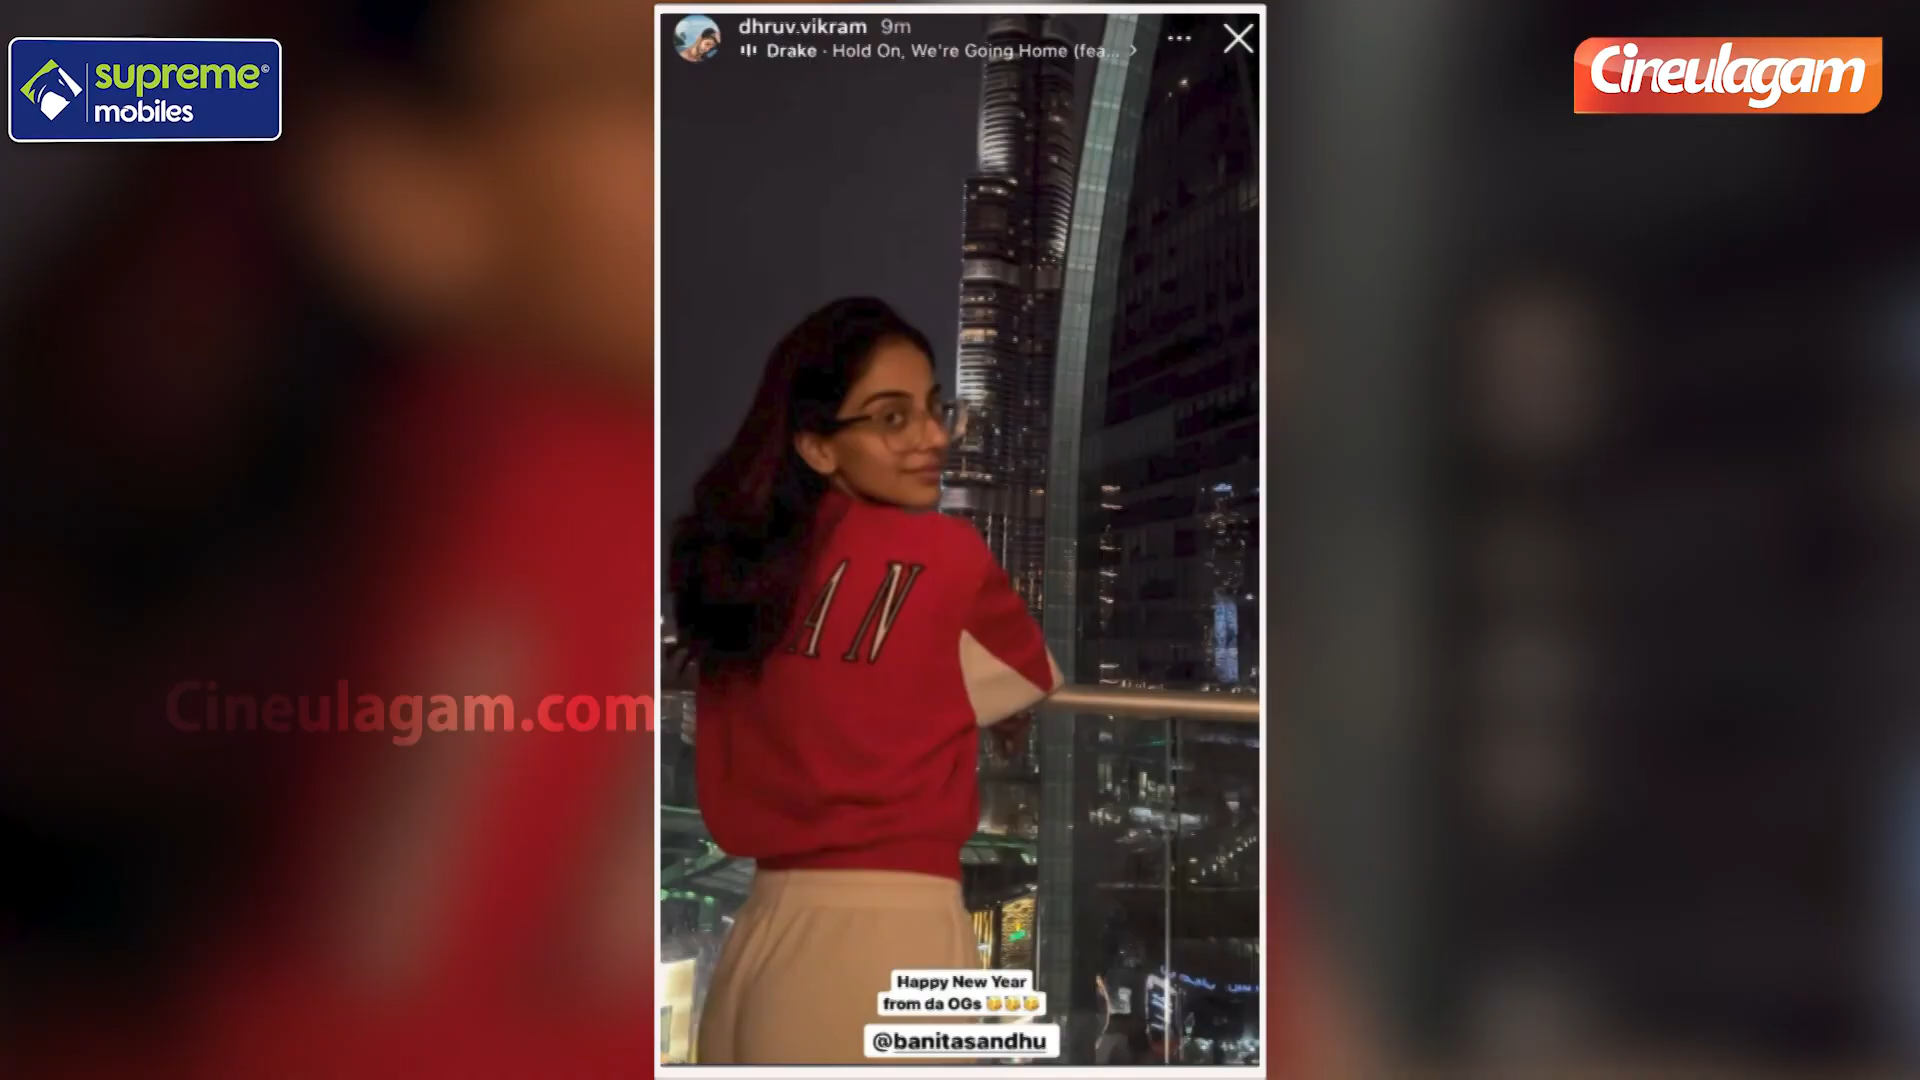 supreme
mobiles
dhruv.vikram 9m
Drake · Hold On, We're Going Home (fea...
Cineulagam
AN
Cineulagam.com
Happy New Year
from da OGs 🥳🥳🥳
@banitasandhu